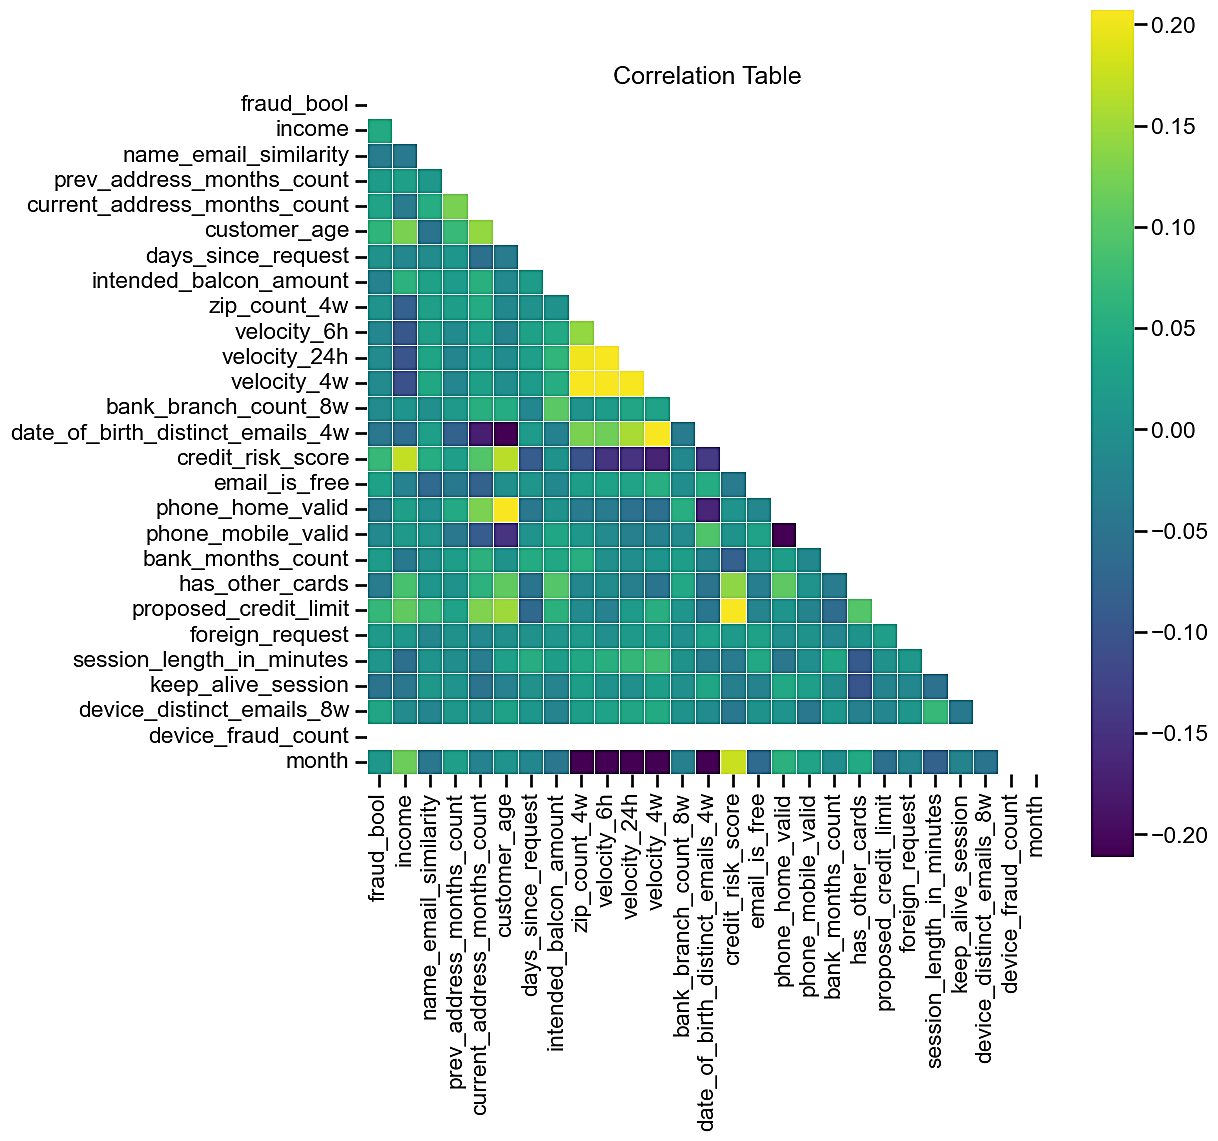 Correlation Table
fraud_bool
income
name_email_similarity
prev_address_months_count
current_address_months_count
customer_age
days_since_request
intended_balcon_amount
zip_count_4w
velocity_6h
velocity_24h
velocity_4w
bank_branch_count_8w
date_of_birth_distinct_emails_4w
credit_risk_score
email_is_free
phone_home_valid
phone_mobile_valid
bank_months_count
has_other_cards
proposed_credit_limit
foreign_request
session_length_in_minutes
keep_alive_session
device_distinct_emails_8w
device_fraud_count
month
fraud_bool
income
name_email_similarity
prev_address_months_count
current_address_months_count
customer_age
days_since_request
intended_balcon_amount
zip_count_4w
velocity_6h
velocity_24h
velocity_4w
bank_branch_count_8w
date_of_birth_distinct_emails_4w
credit_risk_score
email_is_free
phone_home_valid
phone_mobile_valid
bank_months_count
has_other_cards
proposed_credit_limit
foreign_request
session_length_in_minutes
keep_alive_session
device_distinct_emails_8w
device_fraud_count
month
0.20
0.15
0.10
0.05
0.00
−0.05
−0.10
−0.15
−0.20